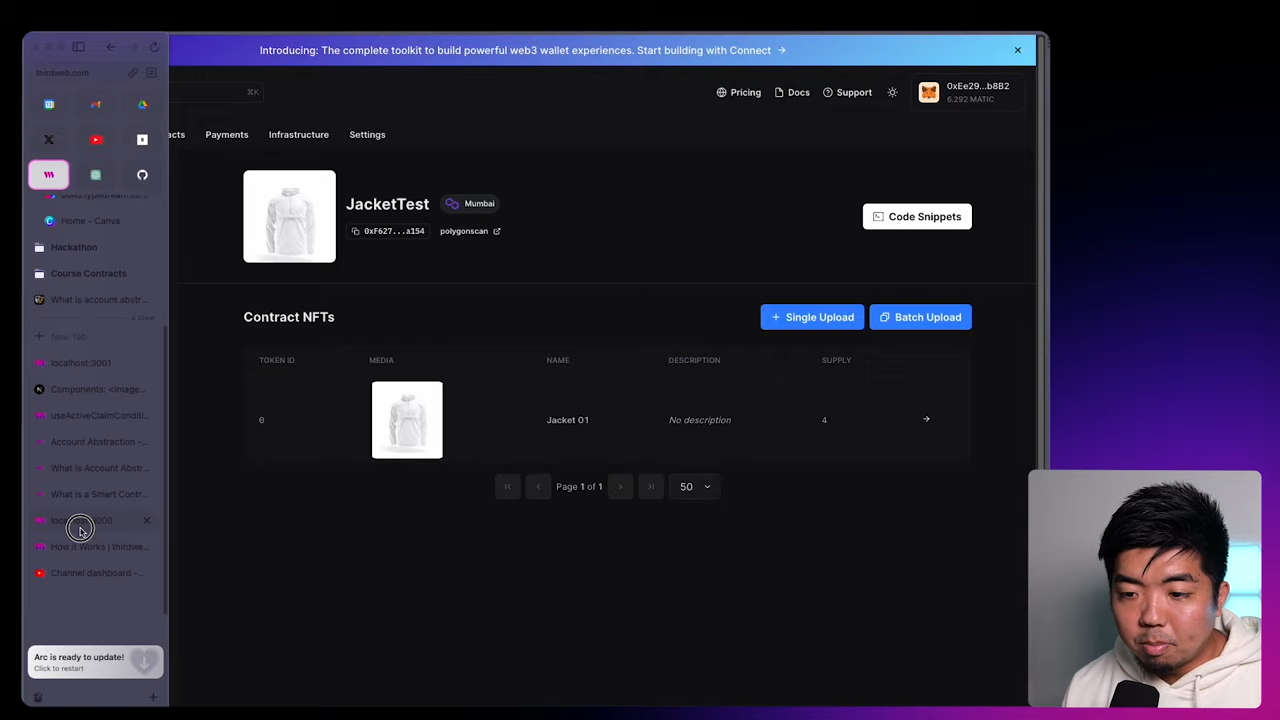 Introducing: The complete toolkit to build powerful web3 wallet experiences. Start building with Connect →
thirdweb.com
⌘K
Pricing
Docs
Support
0xEe29...b8B2
6.292 MATIC
acts
Payments
Infrastructure
Settings
JacketTest
Mumbai
0xF627...a154
polygonscan
Code Snippets
Home - Canva
Hackathon
Course Contracts
What is account abstr...
Clear
New Tab
localhost:3001
Components: <Image...
useActiveClaimConditi...
Account Abstraction -...
What is Account Abstr...
What is a Smart Contr...
How it Works | thirdwe...
Channel dashboard -...
Arc is ready to update!
Click to restart
Contract NFTs
+ Single Upload
Batch Upload
TOKEN ID
MEDIA
NAME
DESCRIPTION
SUPPLY
0
Jacket 01
No description
4
Page 1 of 1
50